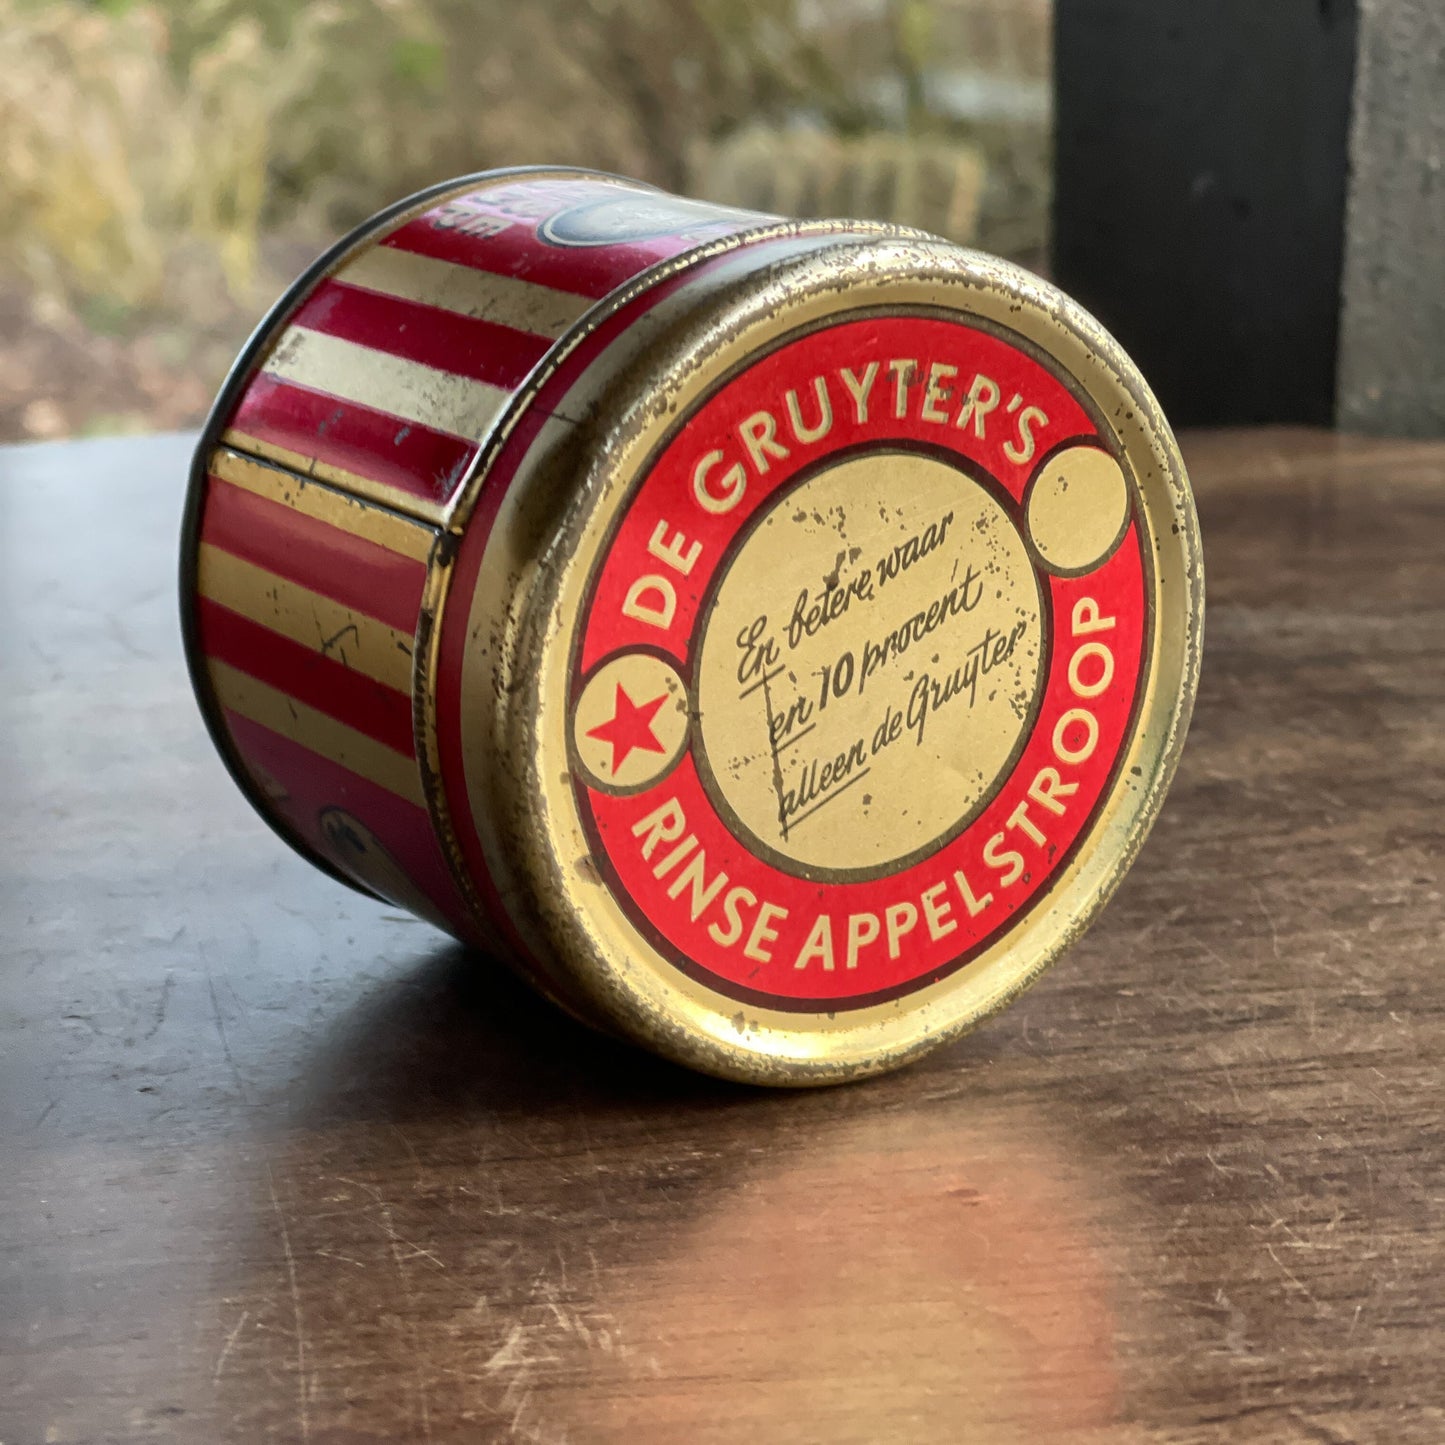 DE GRUYTER'S
En betere waar
en 10 procent
alleen de Gruyter
RINSE APPELSTROOP